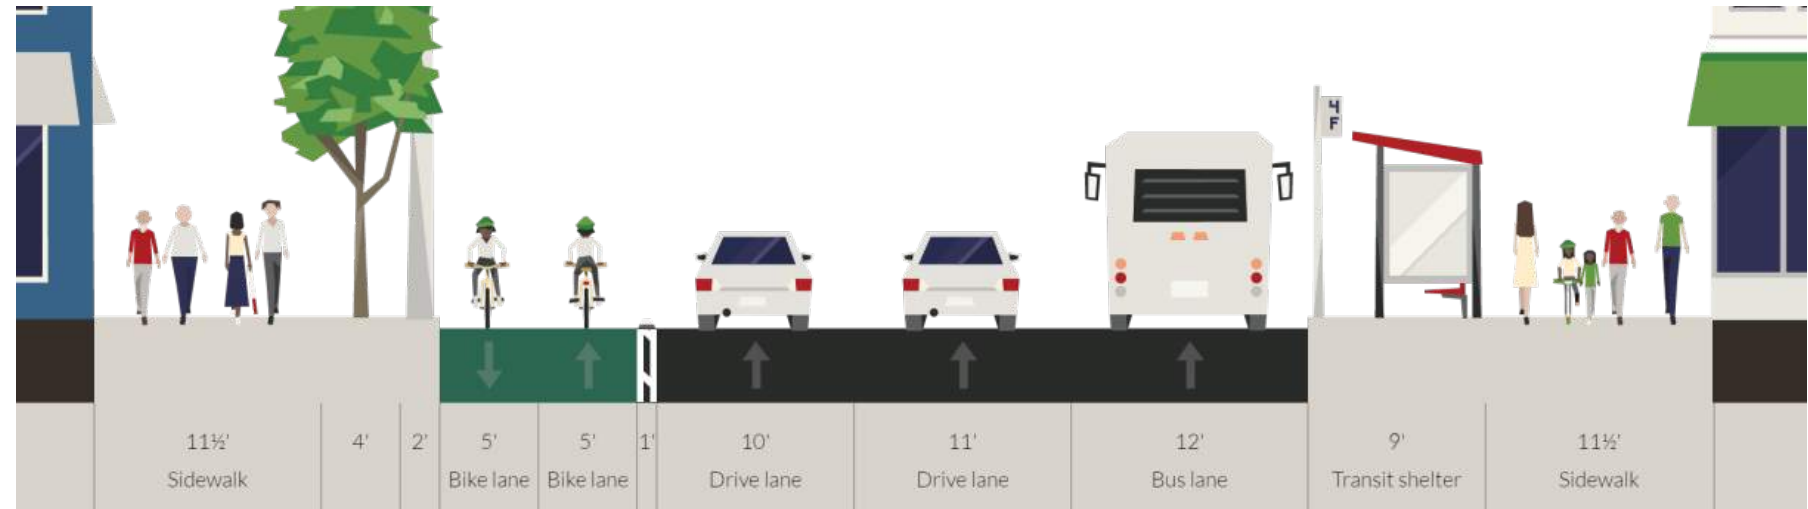 4
F
11½' 4' 2' 5' 5' 1' 10' 11' 12' 9' 11½'
Sidewalk Bike lane Bike lane Drive lane Drive lane Bus lane Transit shelter Sidewalk